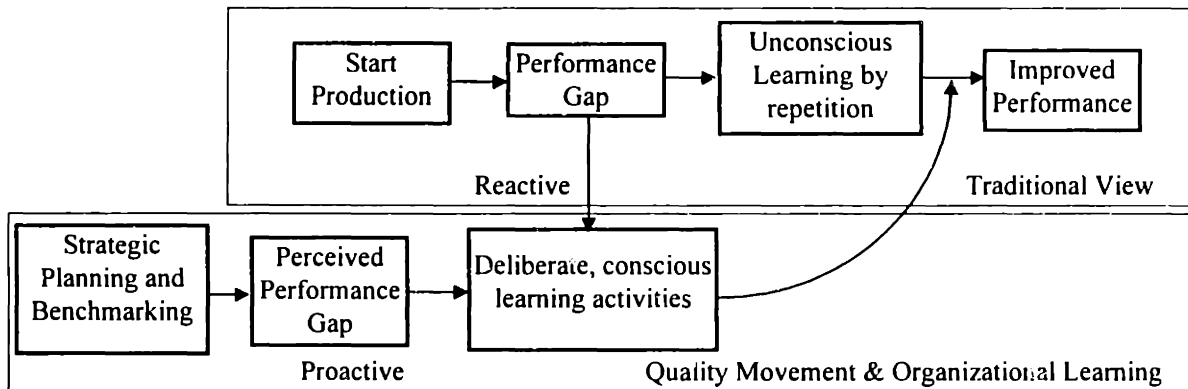 Start
Production
Performance
Gap
Unconscious
Learning by
repetition
Improved
Performance
Reactive
Traditional View
Strategic
Planning and
Benchmarking
Perceived
Performance
Gap
Deliberate, conscious
learning activities
Proactive
Quality Movement & Organizational Learning